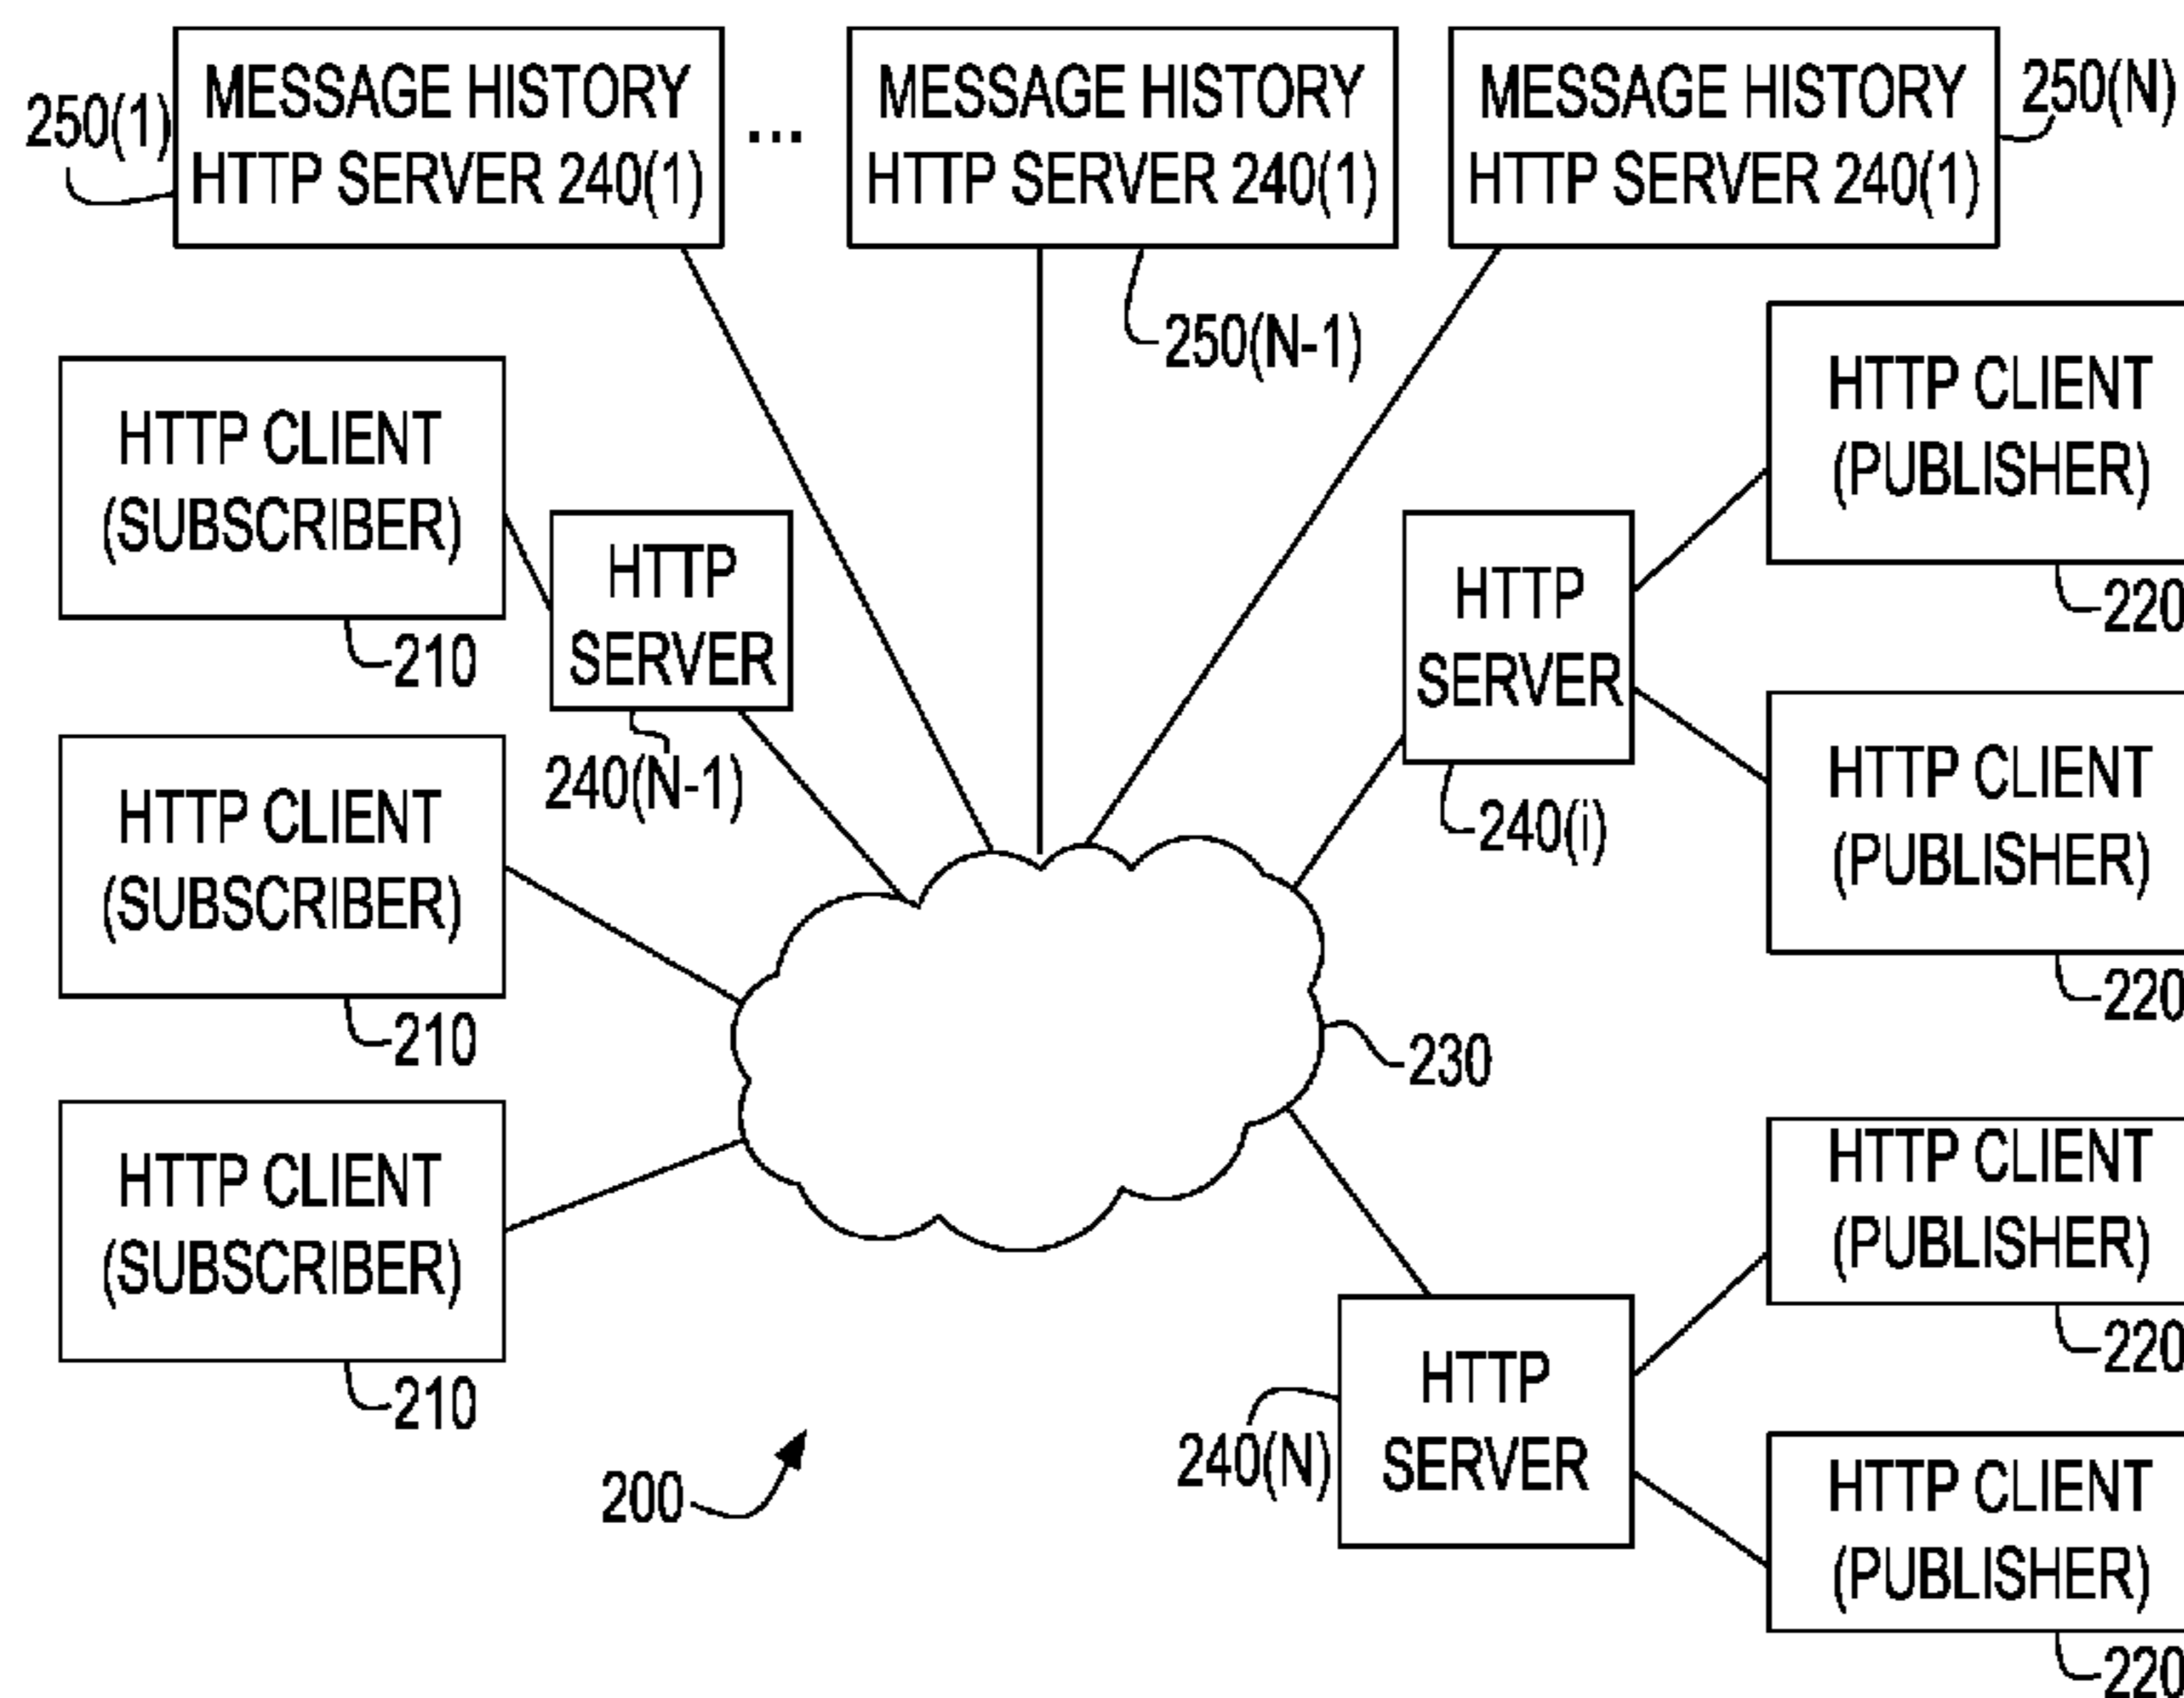 250(1)
MESSAGE HISTORY
HTTP SERVER 240(1)
...
MESSAGE HISTORY
HTTP SERVER 240(1)
250(N-1)
MESSAGE HISTORY
HTTP SERVER 240(1)
250(N)
HTTP CLIENT
(SUBSCRIBER)
210
HTTP
SERVER
240(N-1)
HTTP
SERVER
240(i)
HTTP CLIENT
(PUBLISHER)
220
HTTP CLIENT
(SUBSCRIBER)
210
HTTP CLIENT
(PUBLISHER)
220
230
HTTP CLIENT
(SUBSCRIBER)
210
HTTP CLIENT
(PUBLISHER)
220
200
240(N)
HTTP
SERVER
HTTP CLIENT
(PUBLISHER)
220